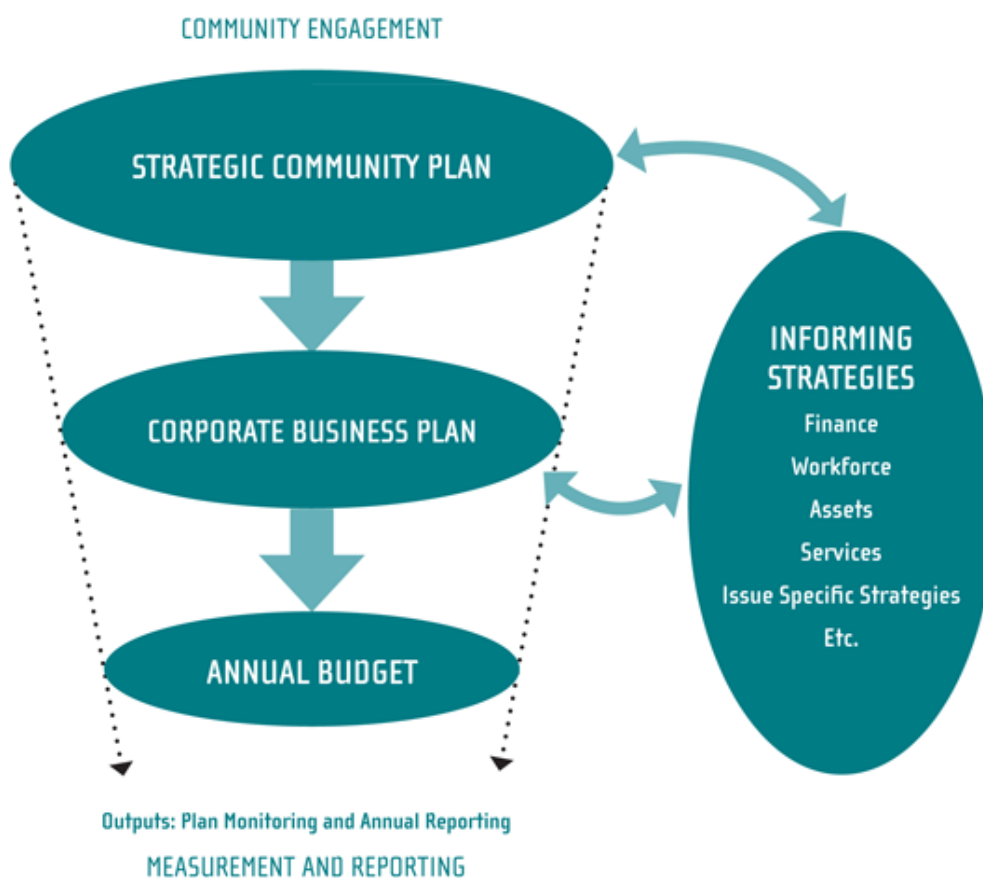 COMMUNITY ENGAGEMENT
STRATEGIC COMMUNITY PLAN
CORPORATE BUSINESS PLAN
ANNUAL BUDGET
INFORMING
STRATEGIES
Finance
Workforce
Assets
Services
Issue Specific Strategies
Etc.
Outputs: Plan Monitoring and Annual Reporting
MEASUREMENT AND REPORTING